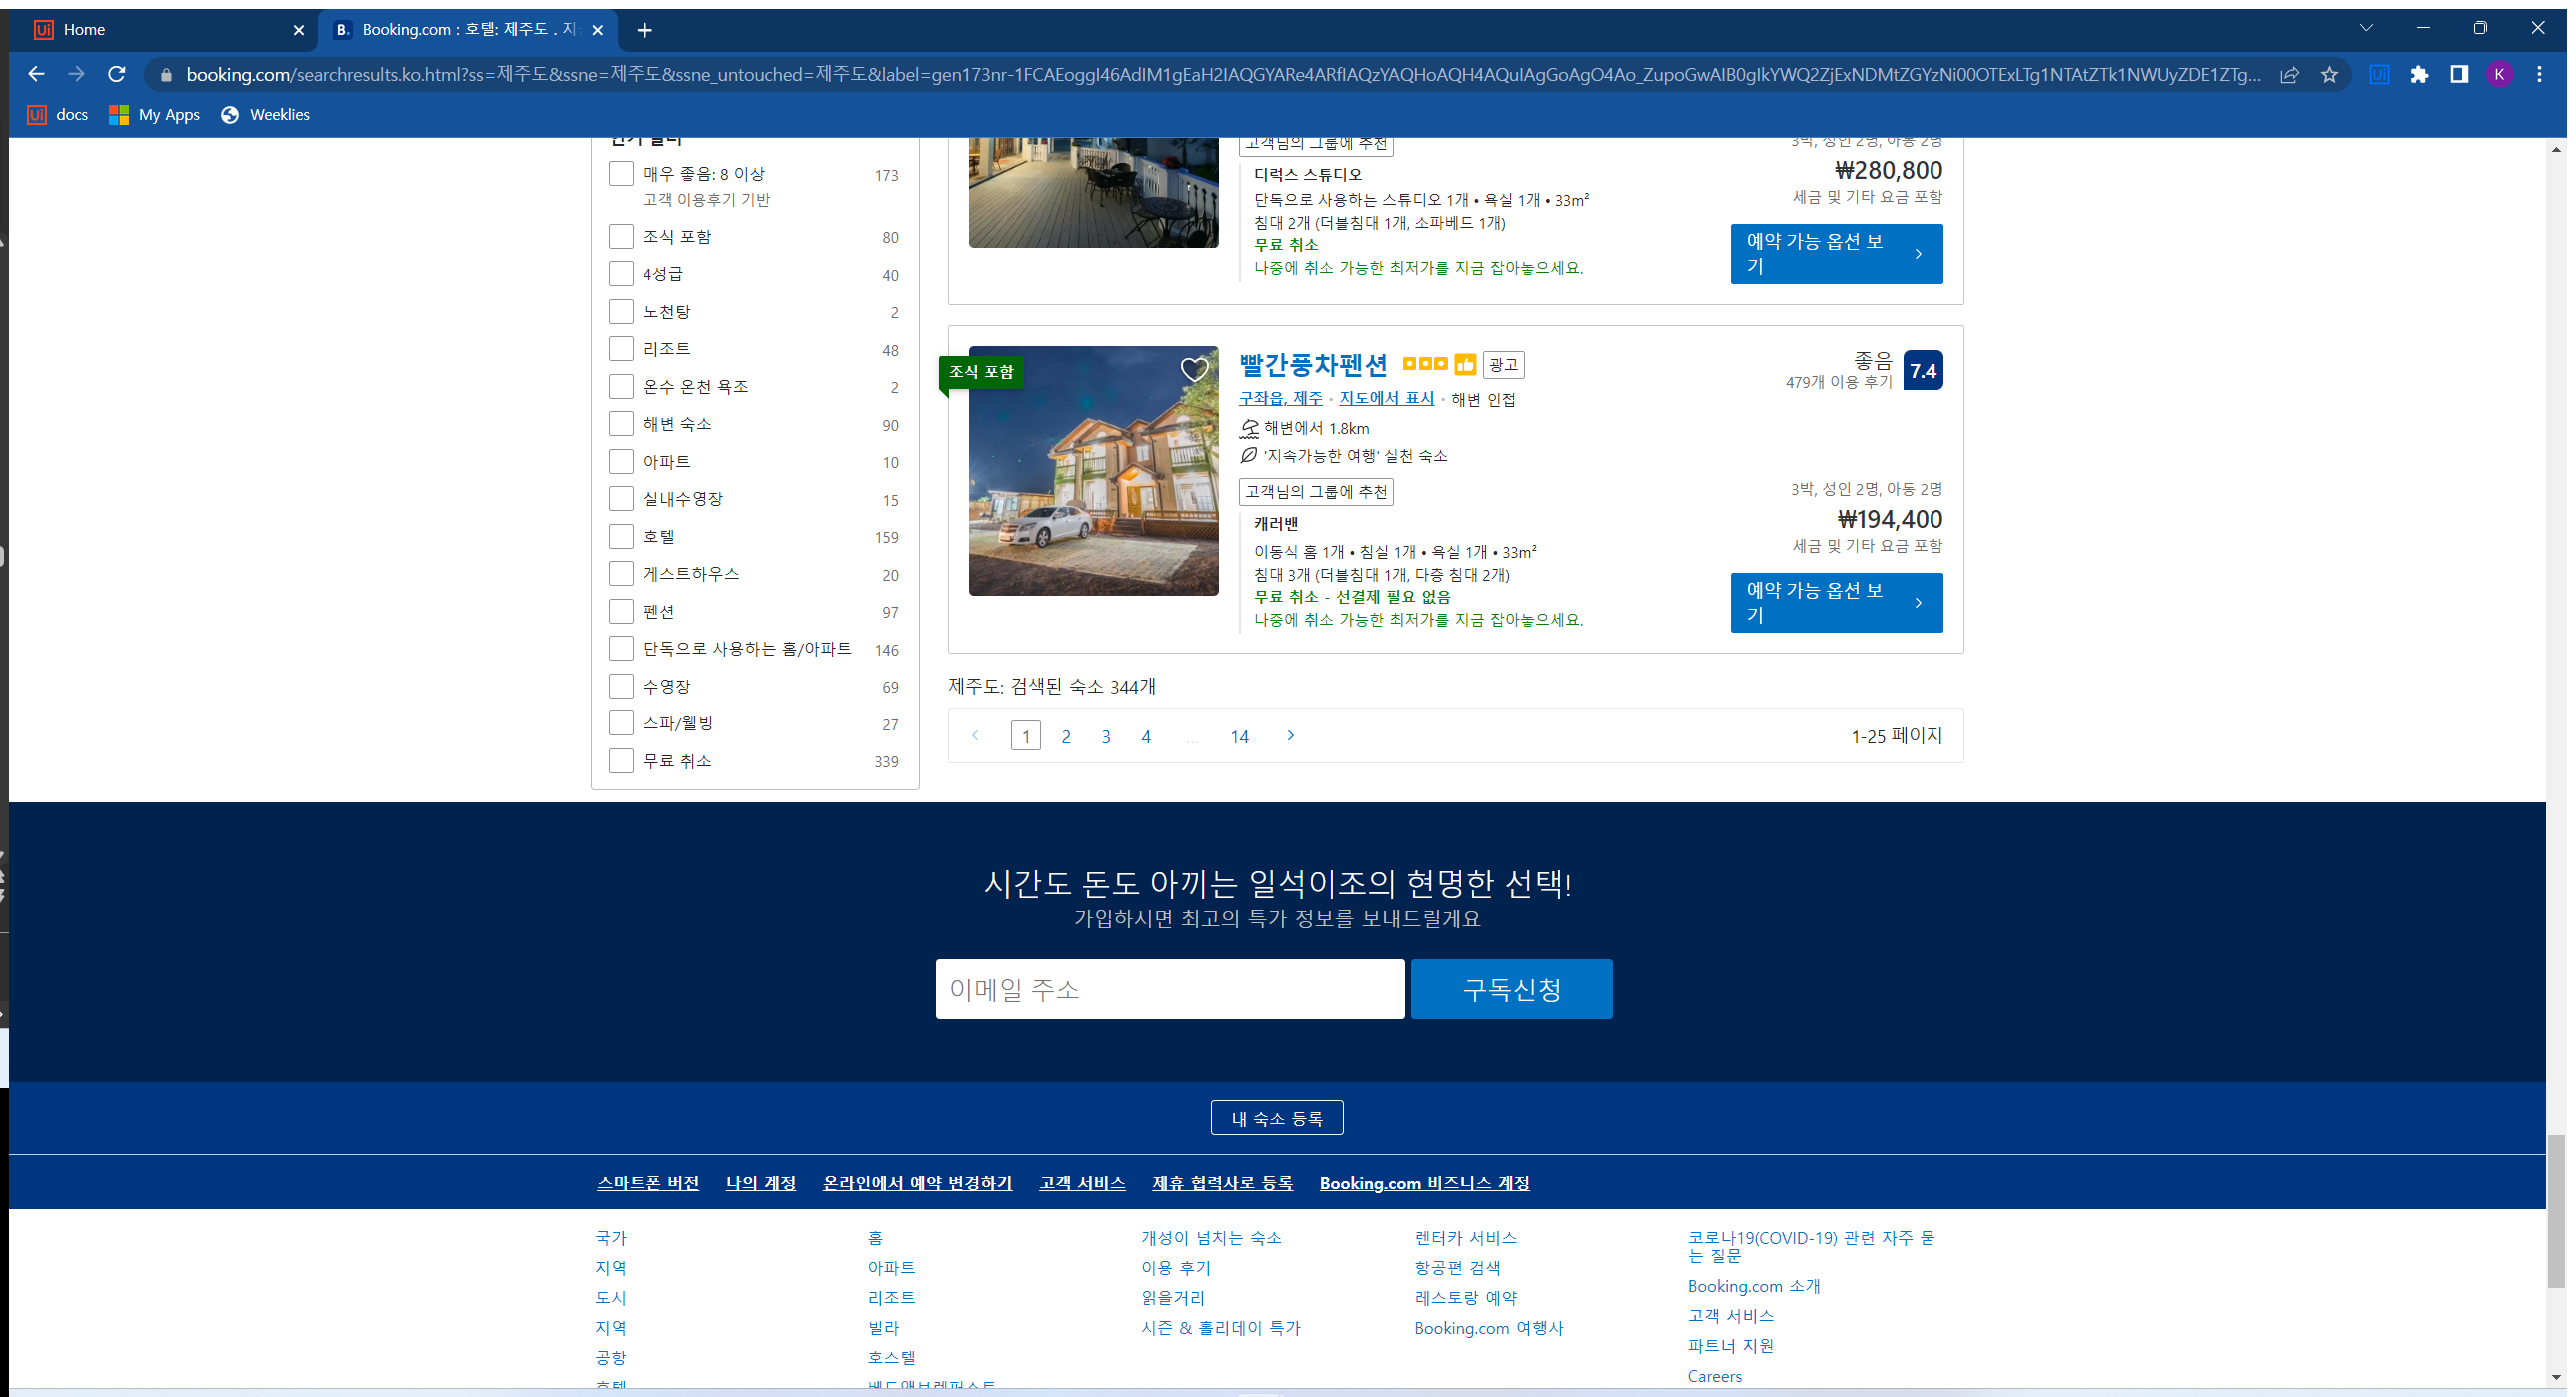 Home
Booking.com : 호텔: 제주도 . 지
booking.com/searchresults.ko.html?ss=제주도&ssne=제주도&ssne_untouched=제주도&label=
K
docs
My Apps
Weeklies
매우 좋음: 8 이상 173
고객 이용후기 기반
조식 포함 80
4성급 40
노천탕 2
리조트 48
온수 온천 욕조 2
해변 숙소 90
아파트 10
실내수영장 15
호텔 159
게스트하우스 20
펜션 97
단독으로 사용하는 홈/아파트 146
수영장 69
스파/웰빙 27
무료 취소 339
고객님의 그룹에 추천
디럭스 스튜디오
단독으로 사용하는 스튜디오 1개 • 욕실 1개 • 33m²
침대 2개 (더블침대 1개, 소파베드 1개)
무료 취소
나중에 취소 가능한 최저가를 지금 잡아놓으세요.
3박, 성인 2명, 아동 2명
₩280,800
세금 및 기타 요금 포함
예약 가능 옵션 보
기
조식 포함
빨간풍차펜션 광고
구좌읍, 제주 • 지도에서 표시 • 해변 인접
해변에서 1.8km
'지속가능한 여행' 실천 숙소
고객님의 그룹에 추천
캐러밴
이동식 홈 1개 • 침실 1개 • 욕실 1개 • 33m²
침대 3개 (더블침대 1개, 다층 침대 2개)
무료 취소 - 선결제 필요 없음
나중에 취소 가능한 최저가를 지금 잡아놓으세요.
좋음 7.4
479개 이용 후기
3박, 성인 2명, 아동 2명
₩194,400
세금 및 기타 요금 포함
예약 가능 옵션 보
기
제주도: 검색된 숙소 344개
1 2 3 4 ... 14
1-25 페이지
시간도 돈도 아끼는 일석이조의 현명한 선택!
가입하시면 최고의 특가 정보를 보내드릴게요
이메일 주소
구독신청
내 숙소 등록
스마트폰 버전 나의 계정 온라인에서 예약 변경하기 고객 서비스 제휴 협력사로 등록 Booking.com 비즈니스 계정
국가
지역
도시
지역
공항
호텔
홈
아파트
리조트
빌라
호스텔
개성이 넘치는 숙소
이용 후기
읽을거리
시즌 & 홀리데이 특가
렌터카 서비스
항공편 검색
레스토랑 예약
Booking.com 여행사
코로나19(COVID-19) 관련 자주 묻
는 질문
Booking.com 소개
고객 서비스
파트너 지원
Careers